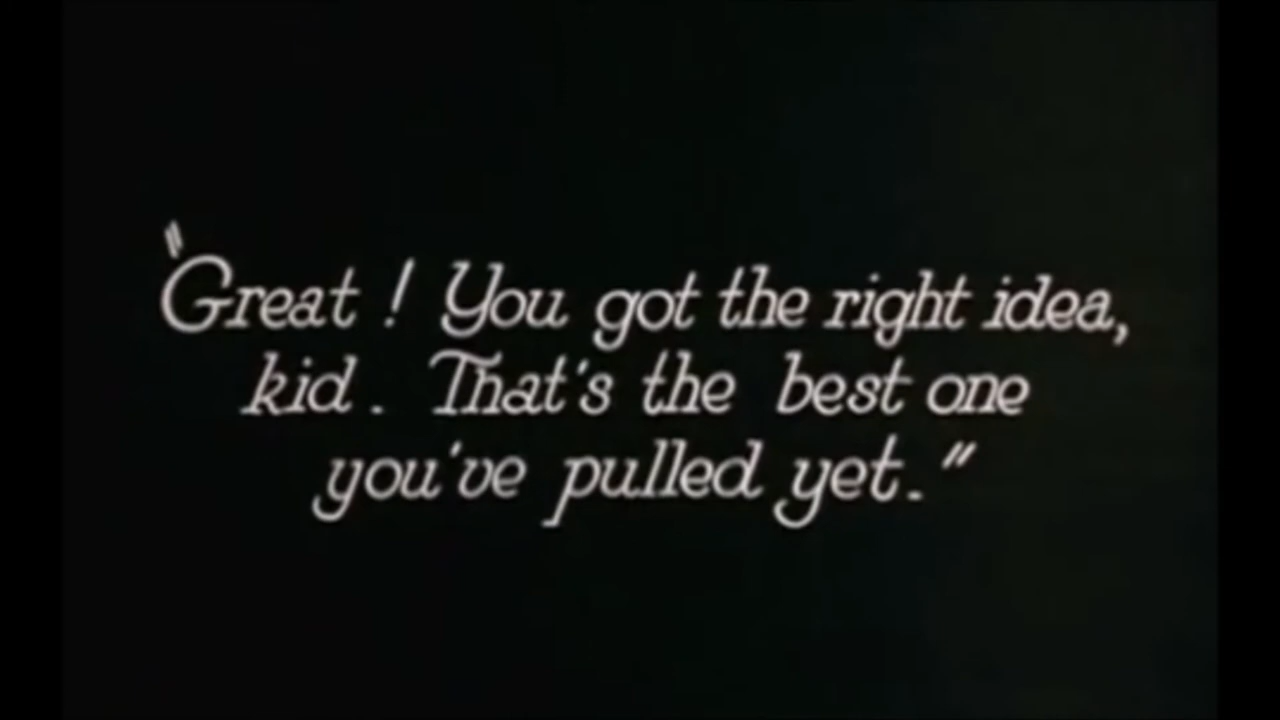 "Great! You got the right idea,
kid. That's the best one
you've pulled yet."